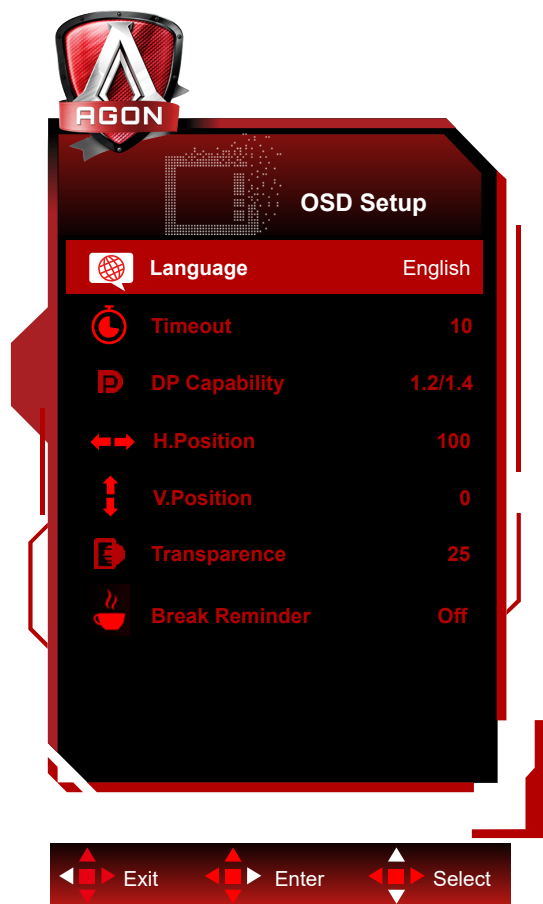 AGON
OSD Setup
Language English
Timeout 10
DP Capability 1.2/1.4
H.Position 100
V.Position 0
Transparence 25
Break Reminder Off
Exit Enter Select